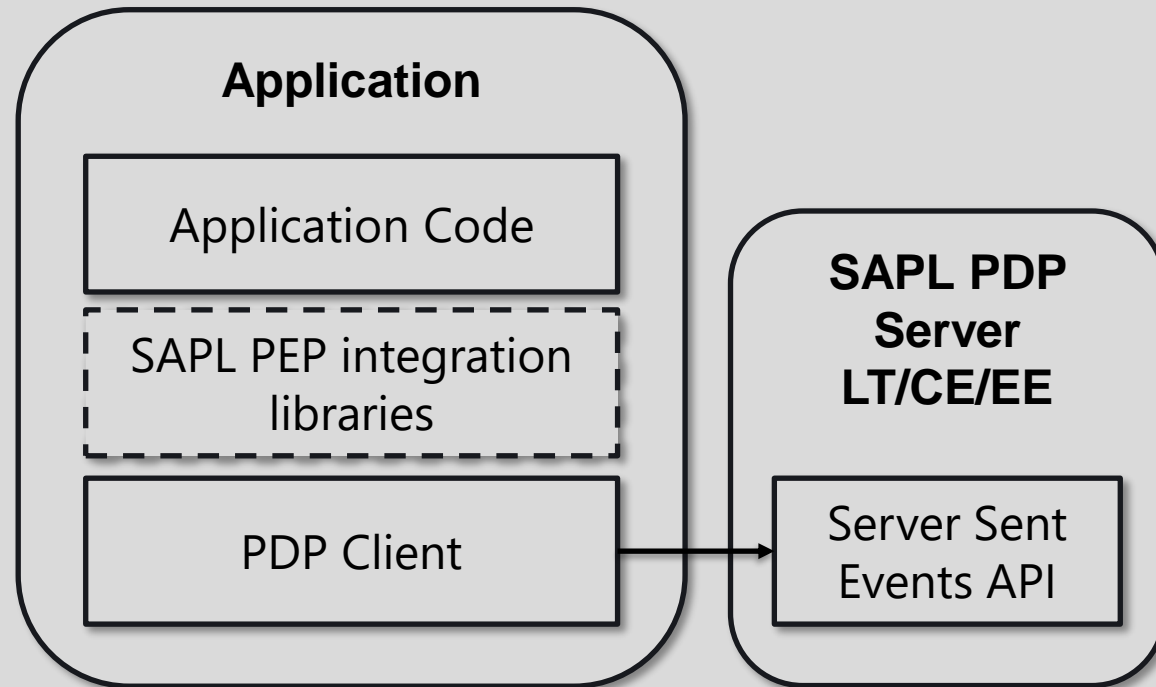 Application
Application Code
SAPL PEP integration
libraries
PDP Client
SAPL PDP
Server
LT/CE/EE
Server Sent
Events API